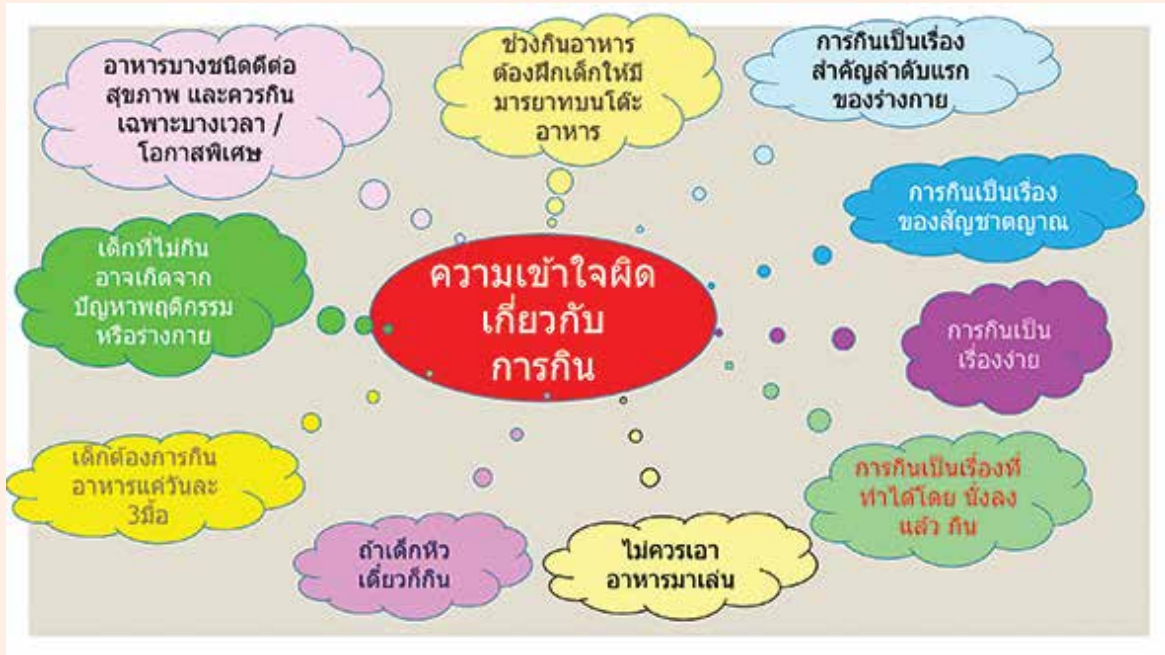 อาหารบางชนิดดีต่อ
สุขภาพ และควรกิน
เฉพาะบางเวลา /
โอกาสพิเศษ
ช่วงกินอาหาร
ต้องฝึกเด็กให้มี
มารยาทบนโต๊ะ
อาหาร
การกินเป็นเรื่อง
สำคัญลำดับแรก
ของร่างกาย
การกินเป็นเรื่อง
ของสัญชาตญาณ
เด็กที่ไม่กิน
อาจเกิดจาก
ปัญหาพฤติกรรม
หรือร่างกาย
ความเข้าใจผิด
เกี่ยวกับ
การกิน
การกินเป็น
เรื่องง่าย
เด็กต้องการกิน
อาหารแค่วันละ
3มื้อ
การกินเป็นเรื่องที่
ทำได้โดย นั่งลง
แล้ว กิน
ถ้าเด็กหิว
เดี๋ยวก็กิน
ไม่ควรเอา
อาหารมาเล่น